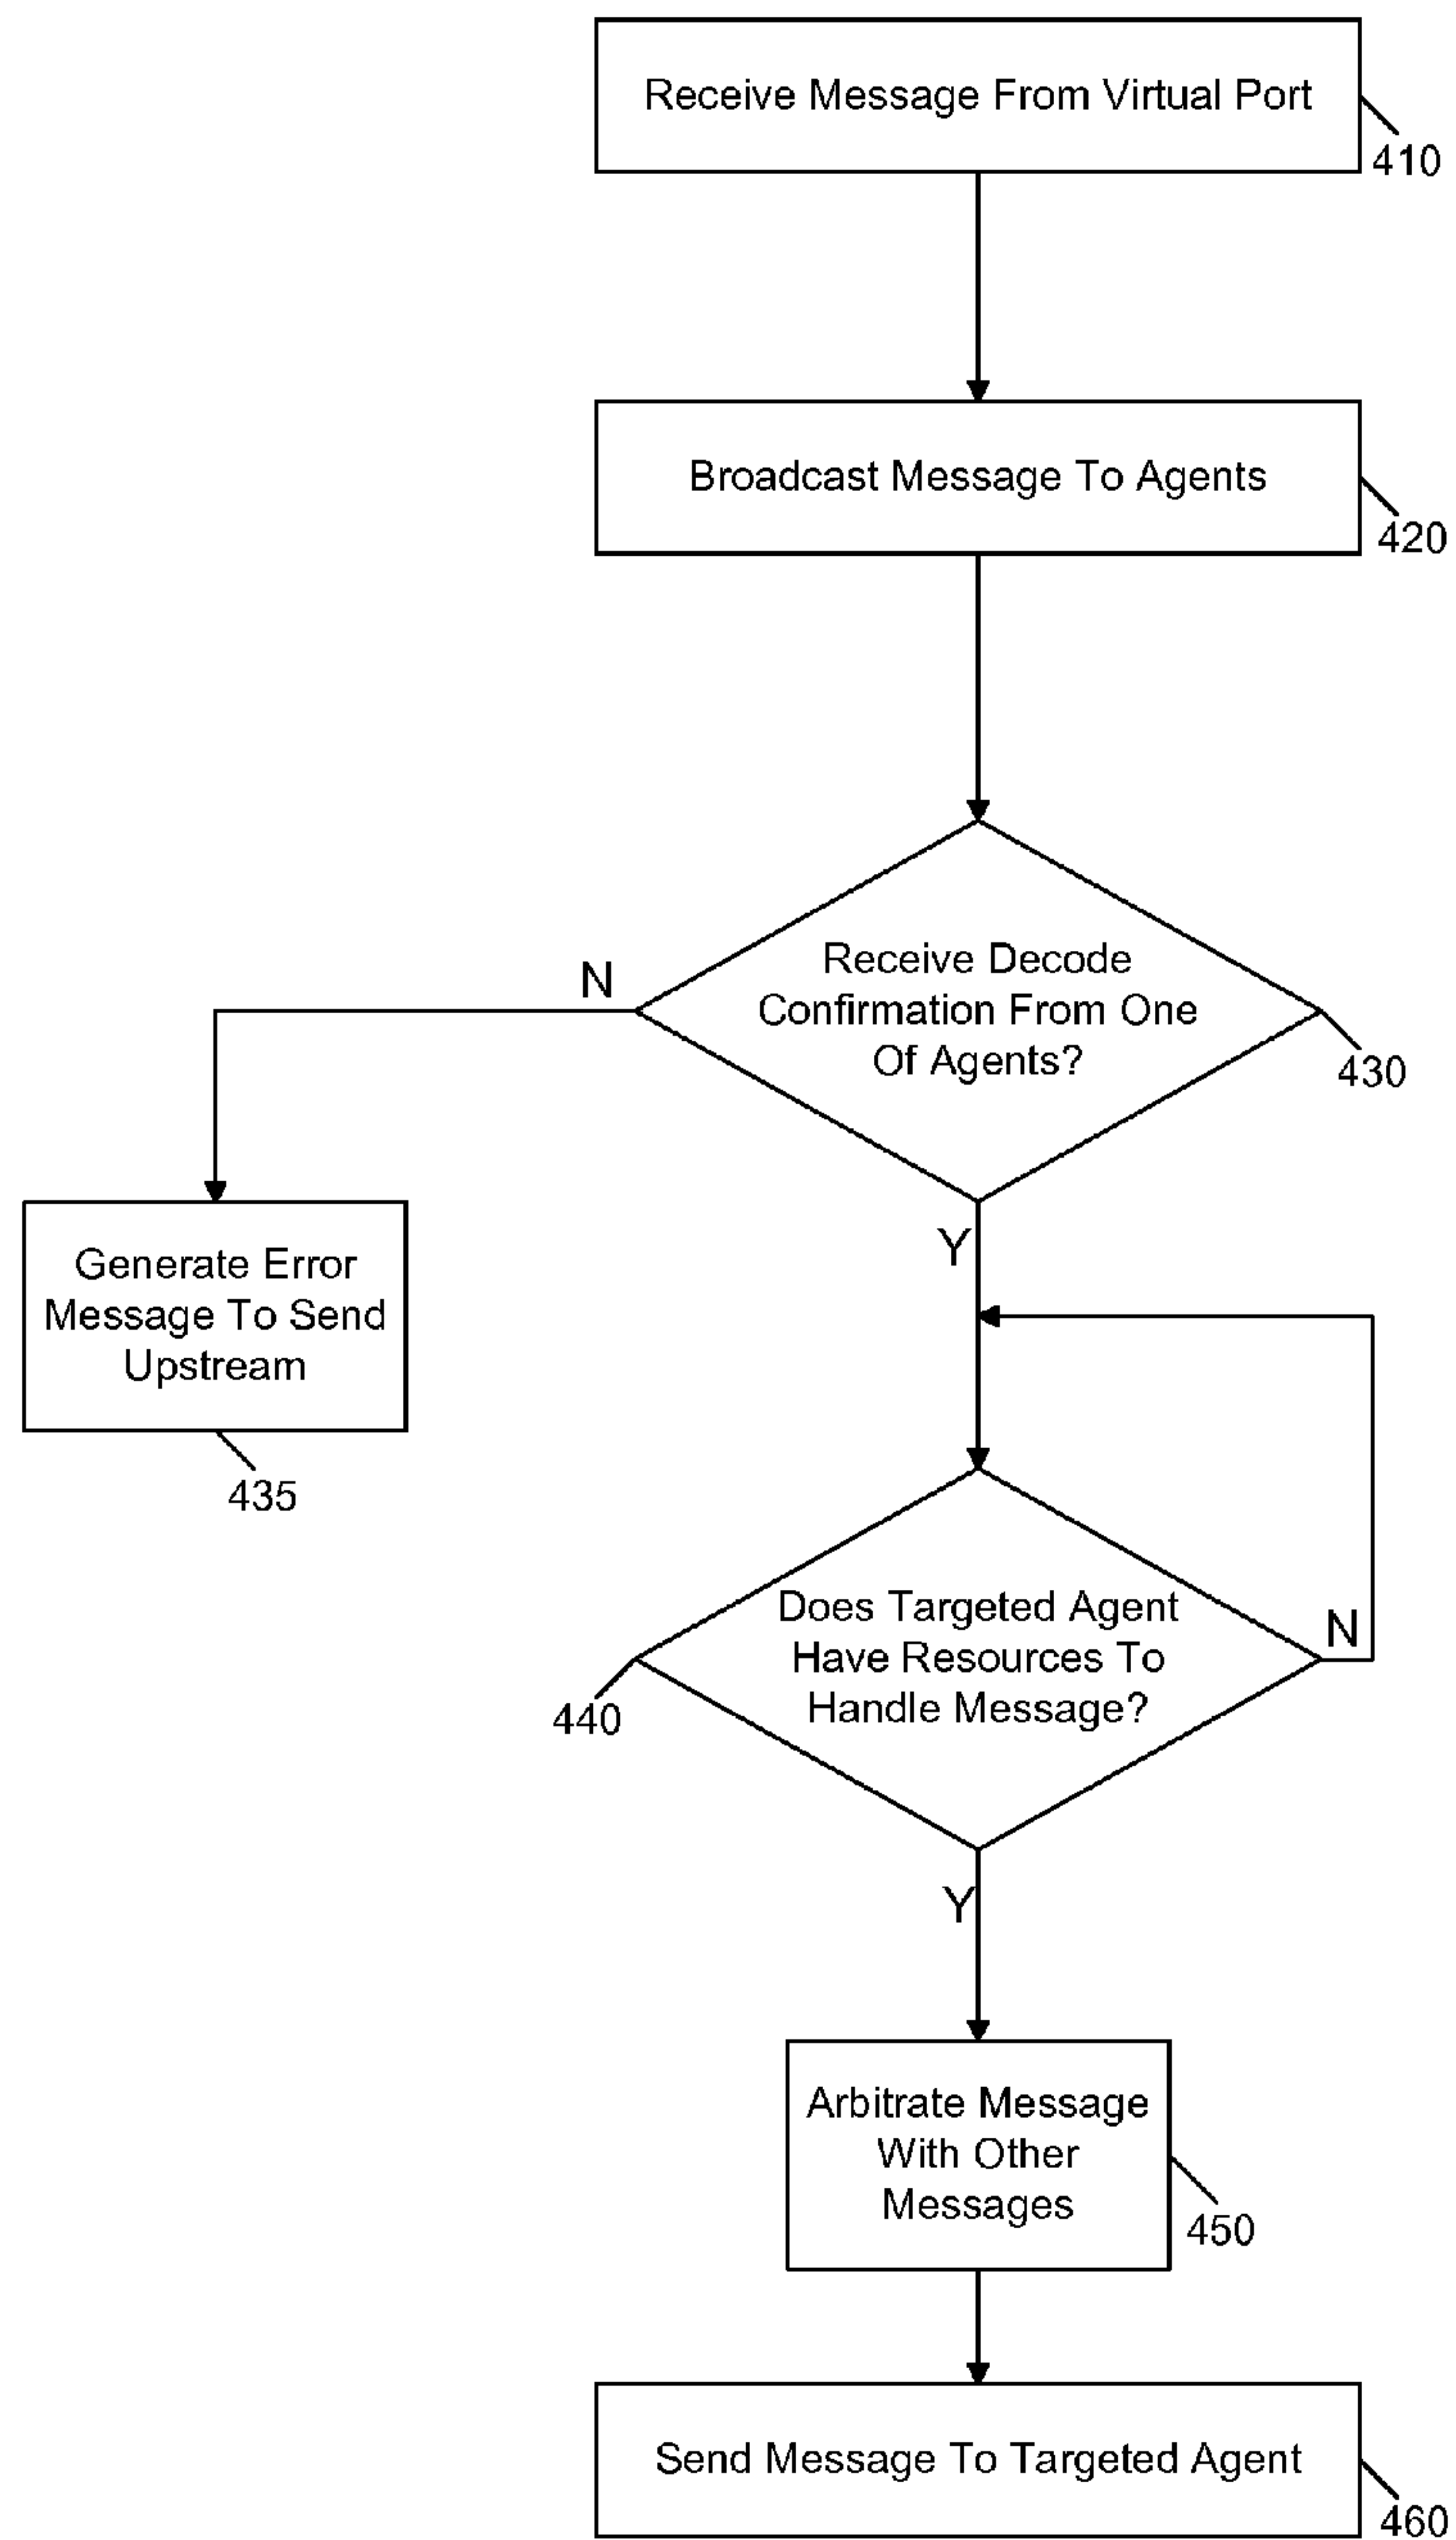 Receive Message From Virtual Port
410
Broadcast Message To Agents
420
Receive Decode
Confirmation From One
Of Agents?
430
N
Y
Generate Error
Message To Send
Upstream
435
Does Targeted Agent
Have Resources To
Handle Message?
N
440
Y
Arbitrate Message
With Other
Messages
450
Send Message To Targeted Agent
460